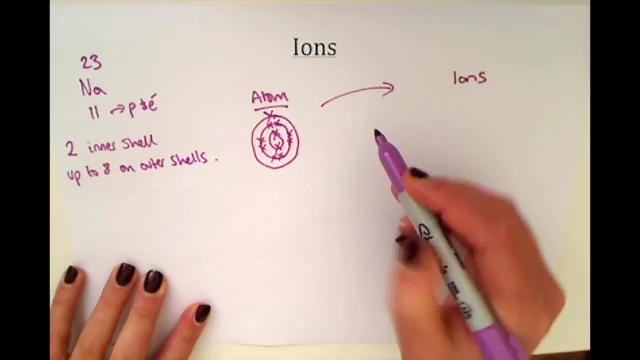 Ions
23
Na
11 → p & é
2 inner shell
up to 8 on outer shells.
Atom
Ions